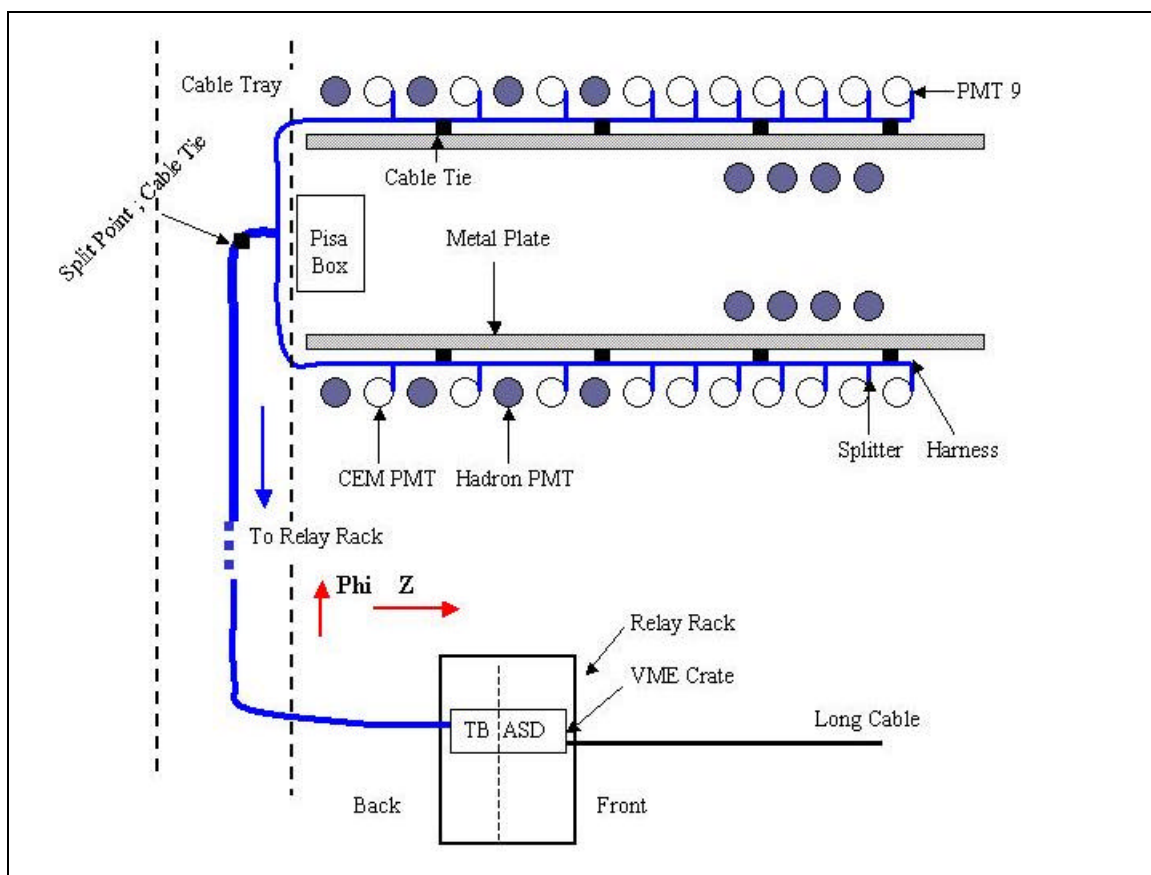 Cable Tray
PMT 9
Split Point ; Cable Tie
Cable Tie
Pisa
Box
Metal Plate
CEM PMT
Hadron PMT
Splitter
Harness
To Relay Rack
Phi
Z
Relay Rack
VME Crate
TB
ASD
Long Cable
Back
Front